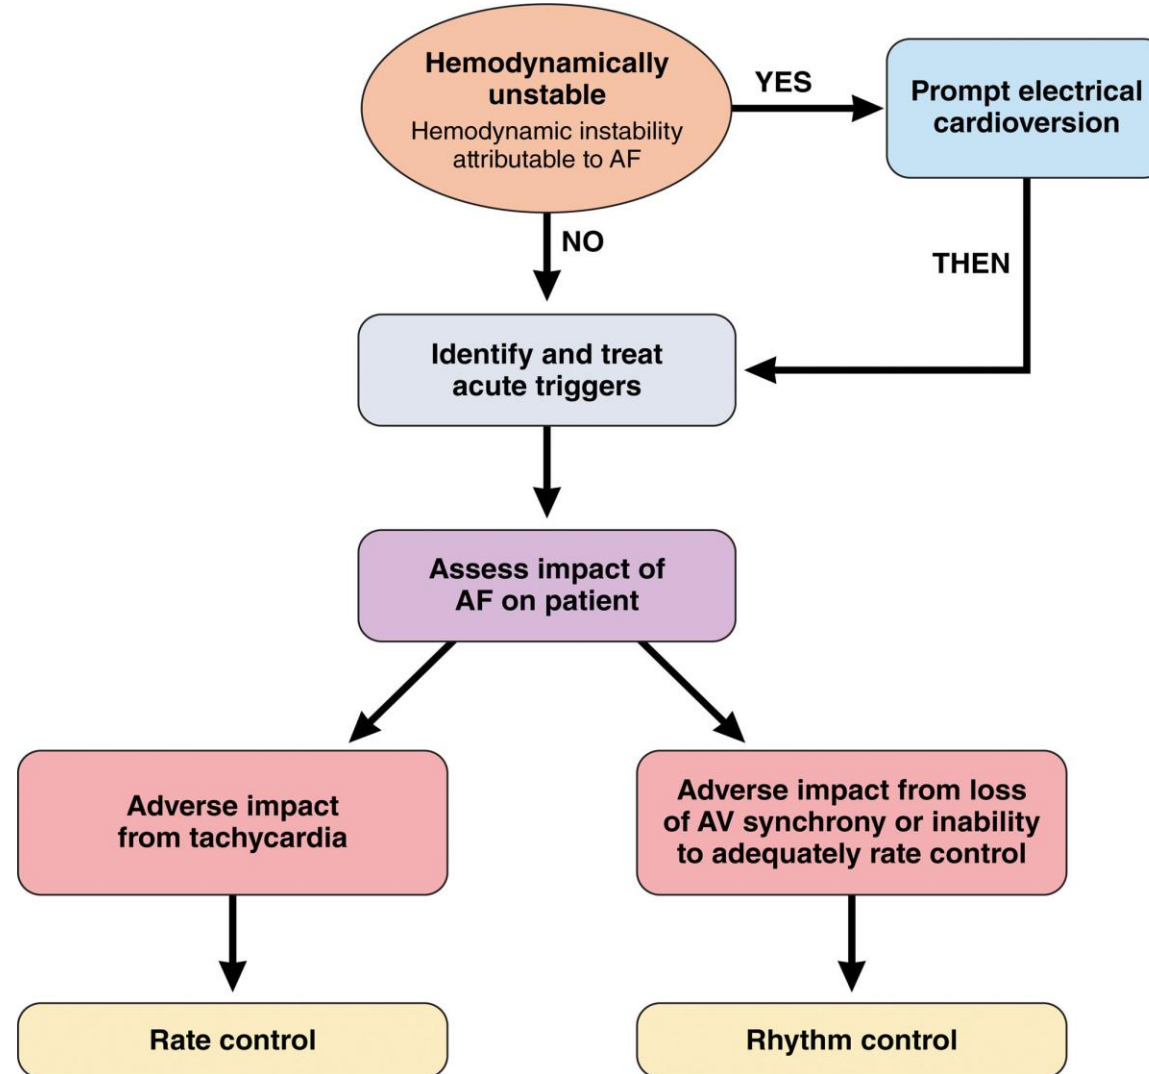 Hemodynamically
unstable
Hemodynamic instability
attributable to AF
YES
Prompt electrical
cardioversion
NO
THEN
Identify and treat
acute triggers
Assess impact of
AF on patient
Adverse impact
from tachycardia
Adverse impact from loss
of AV synchrony or inability
to adequately rate control
Rate control
Rhythm control